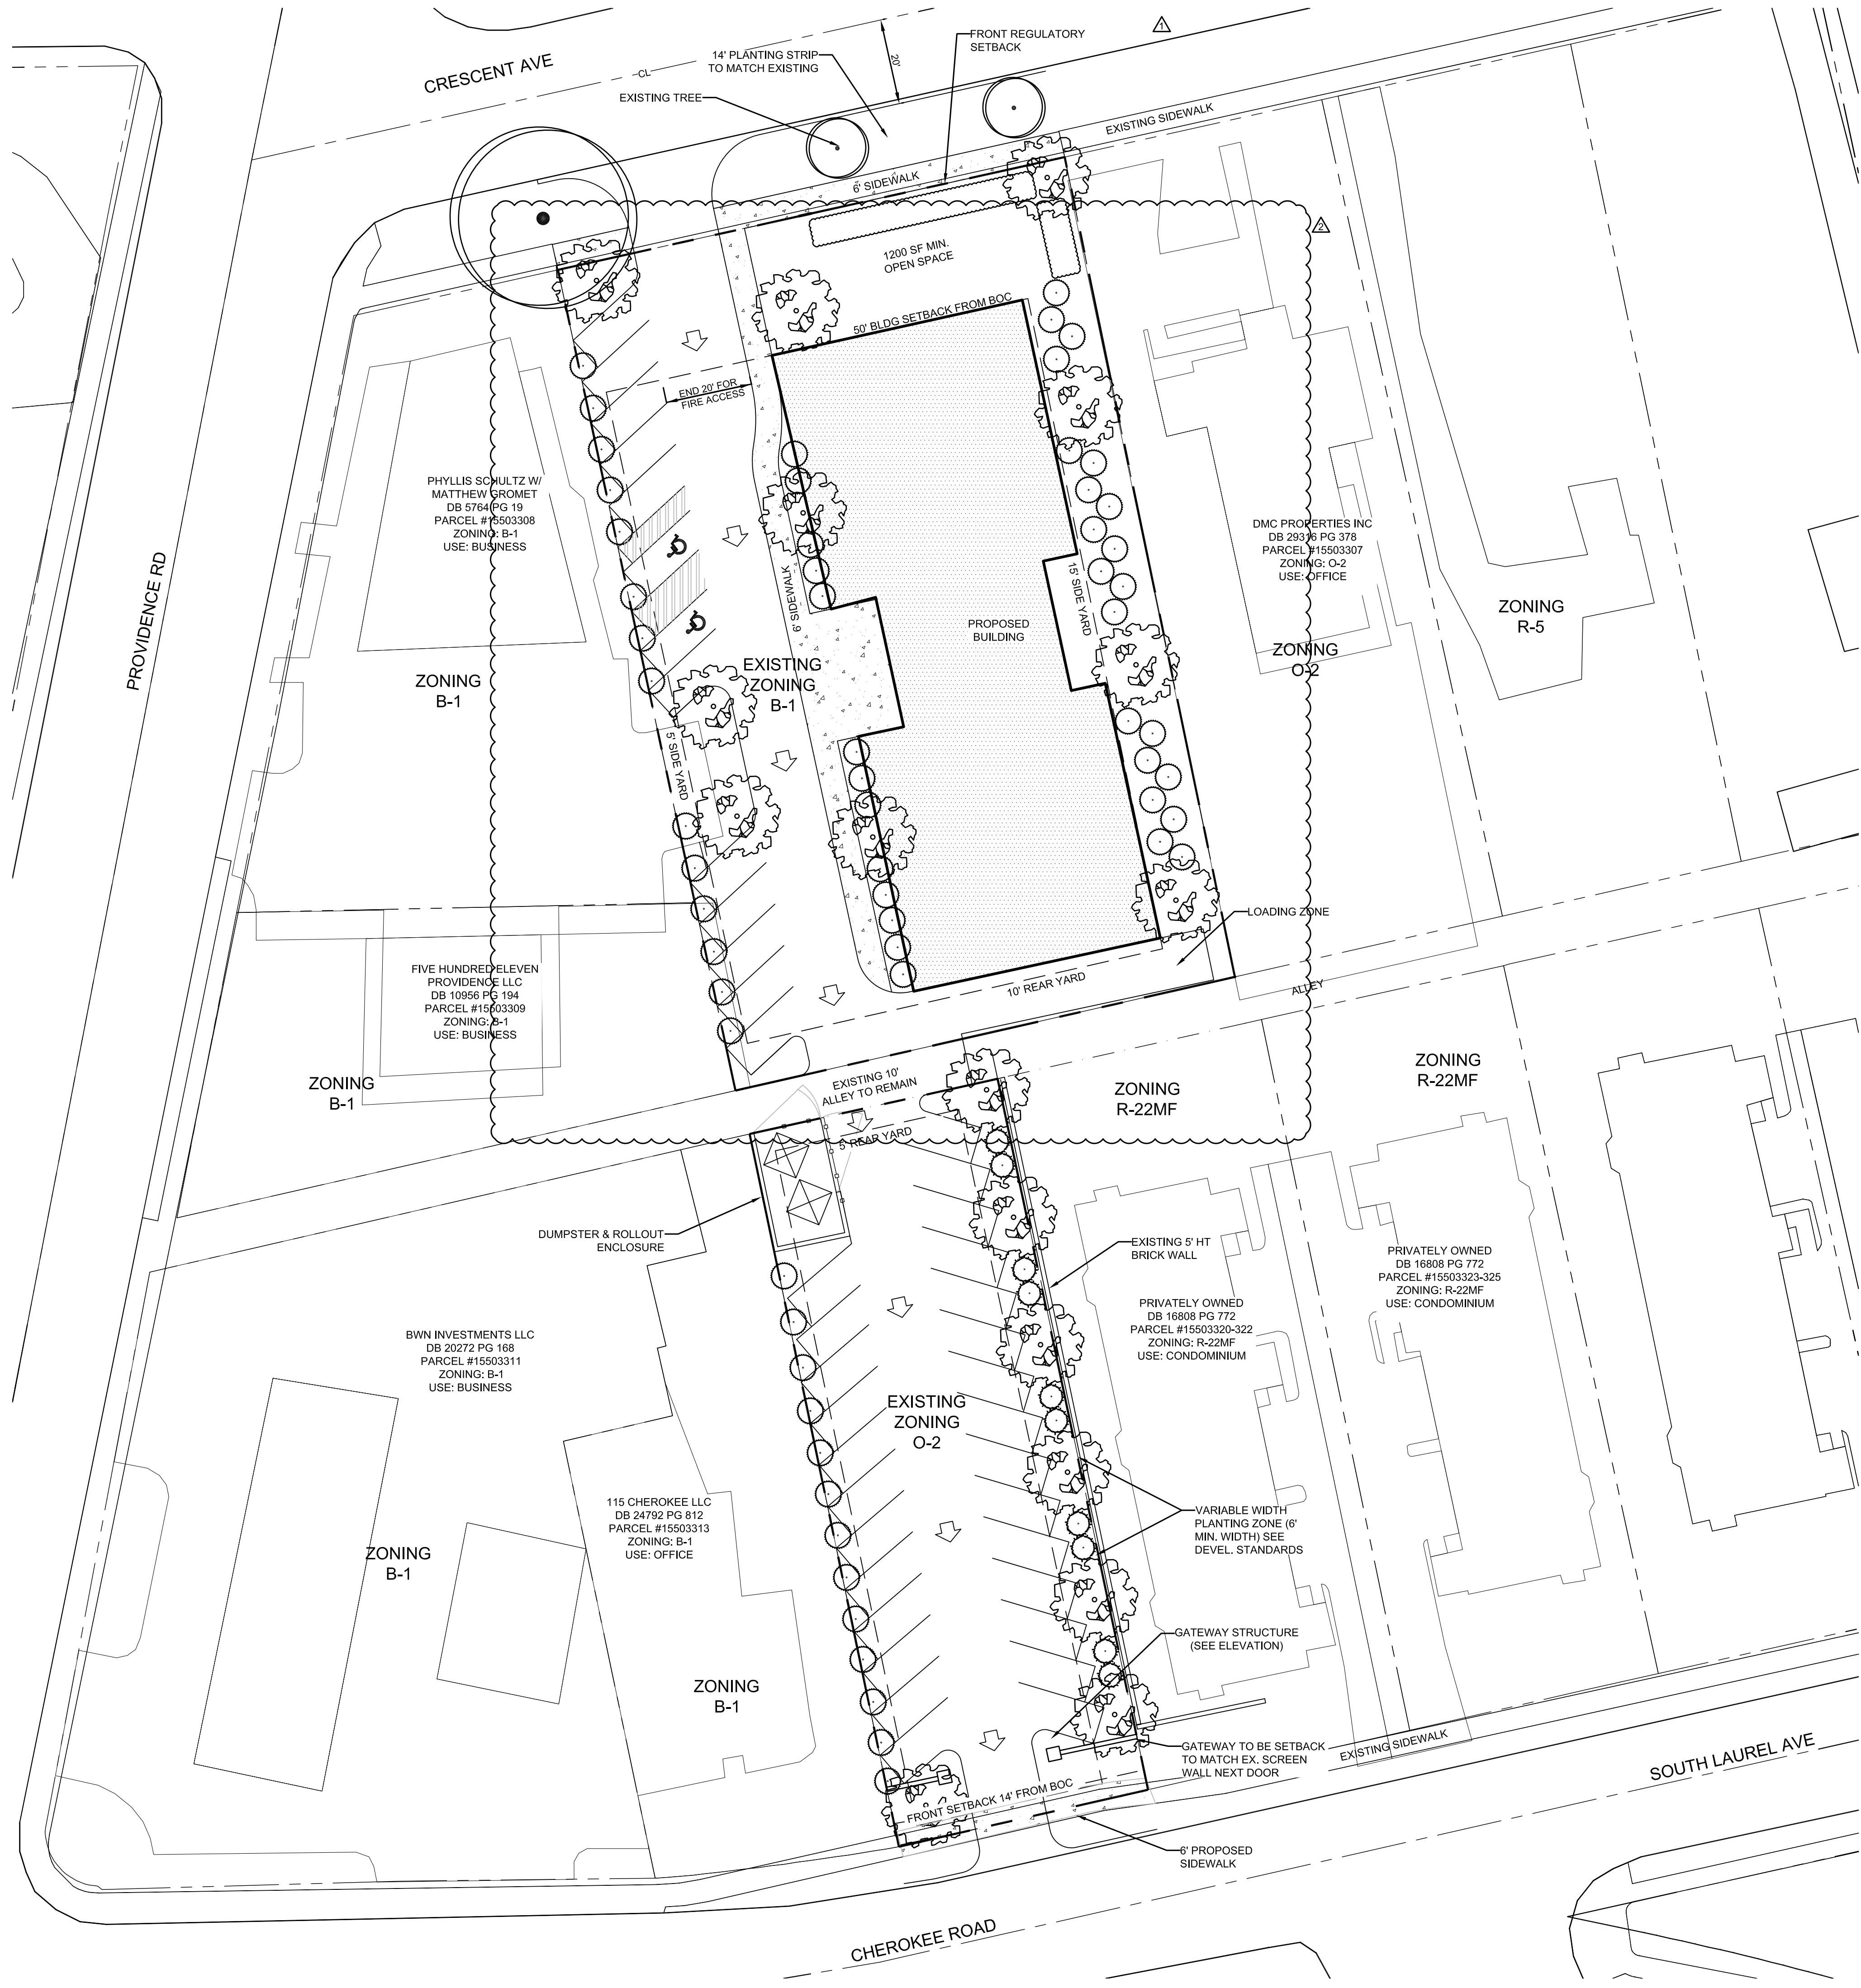 1
FRONT REGULATORY
SETBACK
14' PLANTING STRIP
TO MATCH EXISTING
20'
CRESCENT AVE
CL
EXISTING TREE
EXISTING SIDEWALK
6' SIDEWALK
2
1200 SF MIN.
OPEN SPACE
50' BLDG SETBACK FROM BOC
END 20' FOR
FIRE ACCESS
PHYLLIS SCHULTZ W/
MATTHEW GROMET
DB 5764 PG 19
PARCEL #15503308
ZONING: B-1
USE: BUSINESS
DMC PROPERTIES INC
DB 29316 PG 378
PARCEL #15503307
ZONING: O-2
USE: OFFICE
PROVIDENCE RD
6' SIDEWALK
15' SIDE YARD
PROPOSED
BUILDING
ZONING
R-5
ZONING
O-2
EXISTING
ZONING
B-1
ZONING
B-1
5' SIDE YARD
LOADING ZONE
FIVE HUNDRED ELEVEN
PROVIDENCE LLC
DB 10956 PG 194
PARCEL #15503309
ZONING: B-1
USE: BUSINESS
10' REAR YARD
ALLEY
ZONING
B-1
EXISTING 10'
ALLEY TO REMAIN
ZONING
R-22MF
ZONING
R-22MF
5' REAR YARD
DUMPSTER & ROLLOUT
ENCLOSURE
EXISTING 5' HT
BRICK WALL
PRIVATELY OWNED
DB 16808 PG 772
PARCEL #15503323-325
ZONING: R-22MF
USE: CONDOMINIUM
PRIVATELY OWNED
DB 16808 PG 772
PARCEL #15503320-322
ZONING: R-22MF
USE: CONDOMINIUM
BWN INVESTMENTS LLC
DB 20272 PG 168
PARCEL #15503311
ZONING: B-1
USE: BUSINESS
EXISTING
ZONING
O-2
115 CHEROKEE LLC
DB 24792 PG 812
PARCEL #15503313
ZONING: B-1
USE: OFFICE
VARIABLE WIDTH
PLANTING ZONE (6'
MIN. WIDTH) SEE
DEVEL. STANDARDS
ZONING
B-1
GATEWAY STRUCTURE
(SEE ELEVATION)
ZONING
B-1
GATEWAY TO BE SETBACK
TO MATCH EX. SCREEN
WALL NEXT DOOR
EXISTING SIDEWALK
SOUTH LAUREL AVE
FRONT SETBACK 14' FROM BOC
6' PROPOSED
SIDEWALK
CHEROKEE ROAD